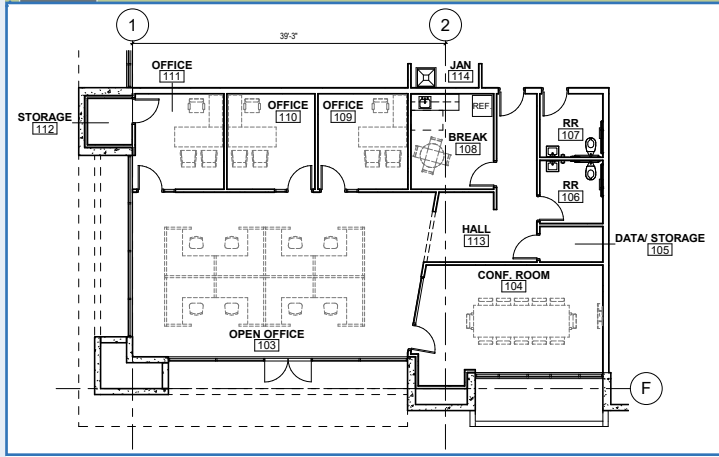 1
2
39'-3"
OFFICE
111
JAN
114
STORAGE
112
OFFICE
110
OFFICE
109
REF.
BREAK
108
RR
107
RR
106
HALL
113
DATA/ STORAGE
105
CONF. ROOM
104
OPEN OFFICE
103
F